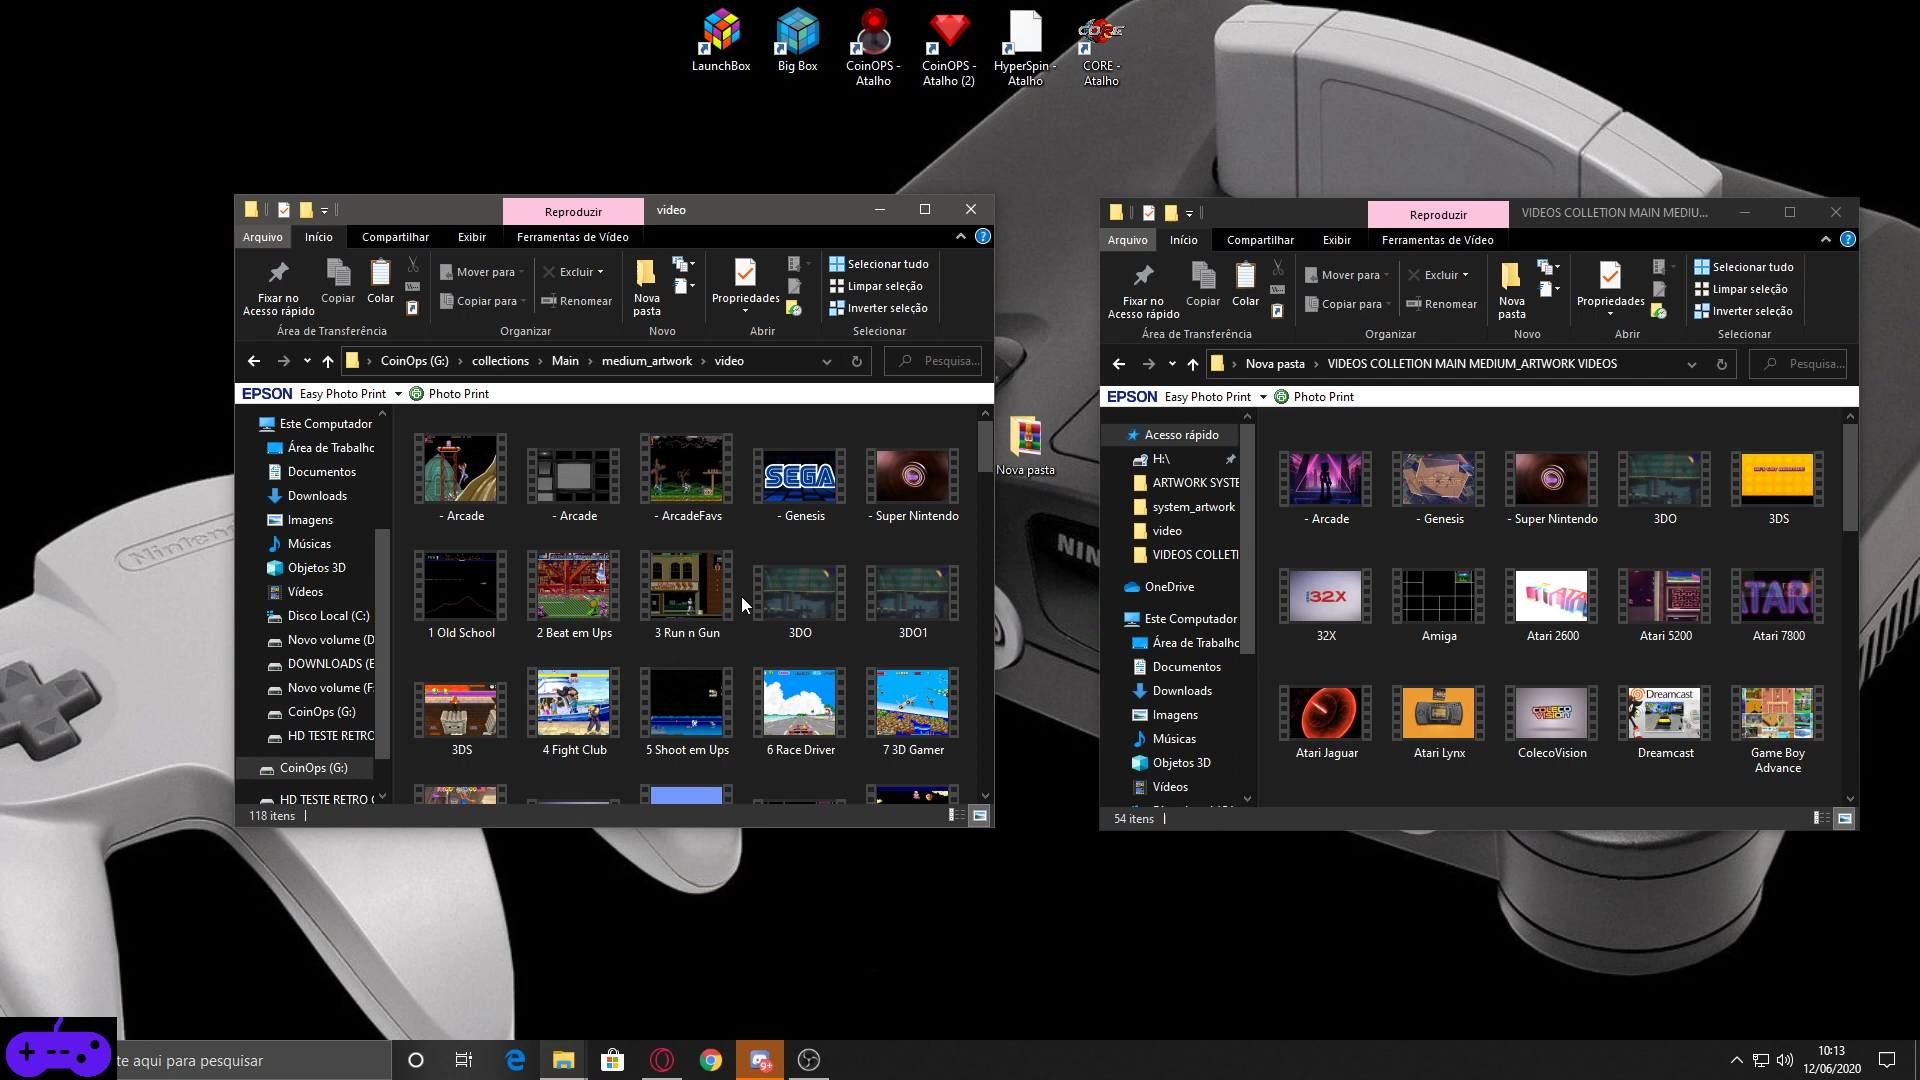 LaunchBox
Big Box
CoinOPS - Atalho
CoinOPS - Atalho (2)
HyperSpin - Atalho
CORE
CORE - Atalho
Reproduzir
video
Arquivo
Início
Compartilhar
Exibir
Ferramentas de Vídeo
Fixar no Acesso rápido
Copiar
Colar
Mover para
Copiar para
Excluir
Renomear
Nova pasta
Propriedades
Selecionar tudo
Limpar seleção
Inverter seleção
Área de Transferência
Organizar
Novo
Abrir
Selecionar
CoinOps (G:)
collections
Main
medium_artwork
video
Pesquisa...
EPSON
Easy Photo Print
Photo Print
Este Computador
Área de Trabalho
Documentos
Downloads
Imagens
Músicas
Objetos 3D
Vídeos
Disco Local (C:)
Novo volume (D
DOWNLOADS (E
Novo volume (F:
CoinOps (G:)
HD TESTE RETRO
CoinOps (G:)
HD TESTE RETRO (
SEGA
- Arcade
- Arcade
- ArcadeFavs
- Genesis
- Super Nintendo
1 Old School
2 Beat em Ups
3 Run n Gun
3DO
3DO1
3DS
4 Fight Club
5 Shoot em Ups
6 Race Driver
7 3D Gamer
118 itens
Nova pasta
Reproduzir
VIDEOS COLLETION MAIN MEDIU...
Arquivo
Início
Compartilhar
Exibir
Ferramentas de Vídeo
Fixar no Acesso rápido
Copiar
Colar
Mover para
Copiar para
Excluir
Renomear
Nova pasta
Propriedades
Selecionar tudo
Limpar seleção
Inverter seleção
Área de Transferência
Organizar
Novo
Abrir
Selecionar
Nova pasta
VIDEOS COLLETION MAIN MEDIUM_ARTWORK VIDEOS
Pesquisa...
EPSON
Easy Photo Print
Photo Print
Acesso rápido
H:\
ARTWORK SYSTE
system_artwork
video
VIDEOS COLLETI
OneDrive
Este Computador
Área de Trabalho
Documentos
Downloads
Imagens
Músicas
Objetos 3D
Vídeos
- Arcade
- Genesis
- Super Nintendo
3DO
3DS
32X
32X
Amiga
Atari 2600
Atari 5200
Atari 7800
COLECO VISION
Dreamcast
Atari Jaguar
Atari Lynx
ColecoVision
Dreamcast
Game Boy Advance
54 itens
Nintendo
NIN
te aqui para pesquisar
9+
10:13
12/06/2020